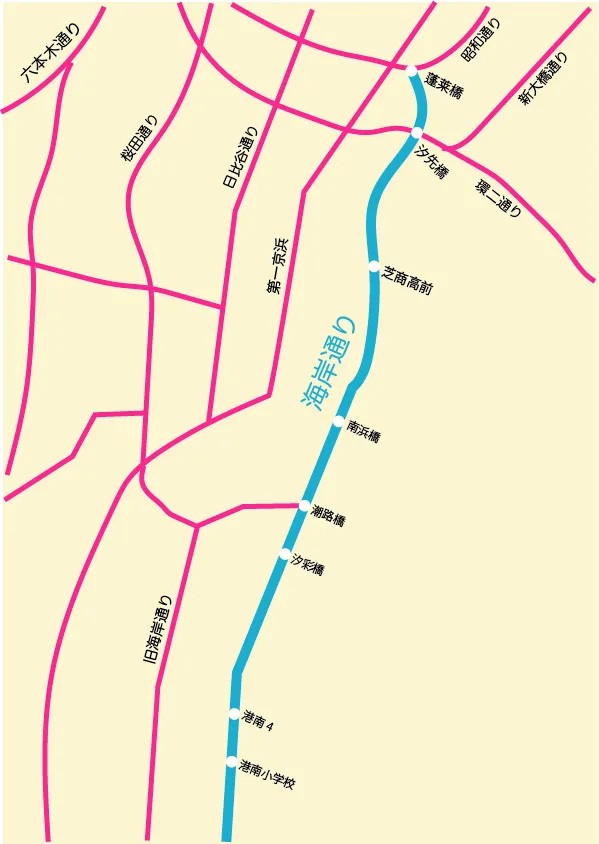 六本木通り
昭和通り
新大橋通り
蓬莱橋
桜田通り
日比谷通り
汐先橋
環二通り
第一京浜
芝商高前
海岸通り
南浜橋
潮路橋
汐彩橋
旧海岸通り
港南4
港南小学校